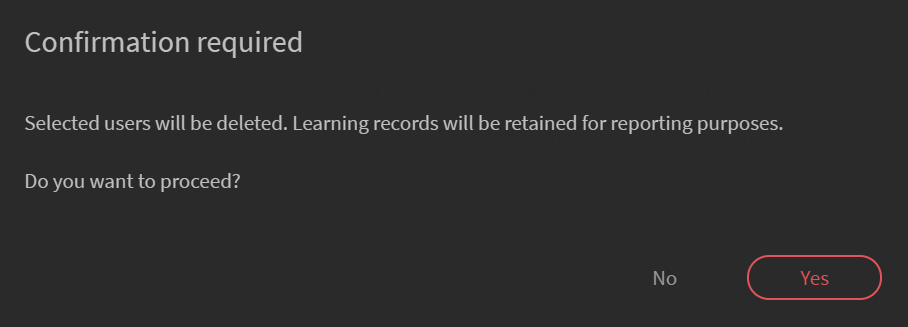 Confirmation required
Selected users will be deleted. Learning records will be retained for reporting purposes.
Do you want to proceed?
No
Yes